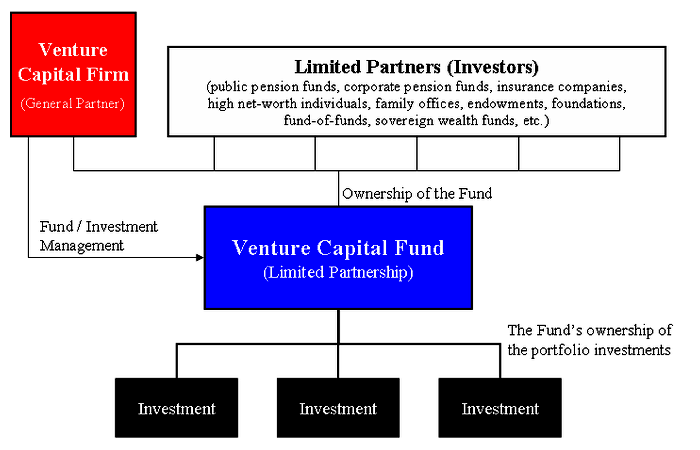 Venture
Capital Firm
(General Partner)
Limited Partners (Investors)
(public pension funds, corporate pension funds, insurance companies,
high net-worth individuals, family offices, endowments, foundations,
fund-of-funds, sovereign wealth funds, etc.)
Ownership of the Fund
Fund / Investment
Management
Venture Capital Fund
(Limited Partnership)
The Fund's ownership of
the portfolio investments
Investment
Investment
Investment